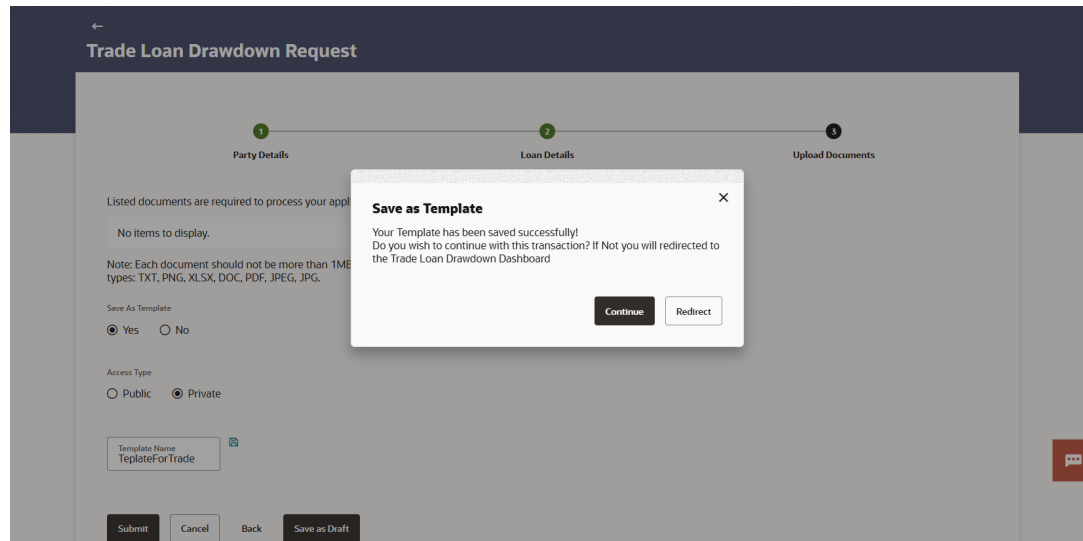 ←
Trade Loan Drawdown Request
1
2
3
Party Details
Loan Details
Upload Documents
Listed documents are required to process your appl
No items to display.
Note: Each document should not be more than 1MB
types: TXT, PNG, XLSX, DOC, PDF, JPEG, JPG.
Save As Template
Yes No
Access Type
Public Private
Template Name
TeplateForTrade
Submit Cancel Back Save as Draft
Save as Template
Your Template has been saved successfully!
Do you wish to continue with this transaction? If Not you will redirected to
the Trade Loan Drawdown Dashboard
Continue Redirect